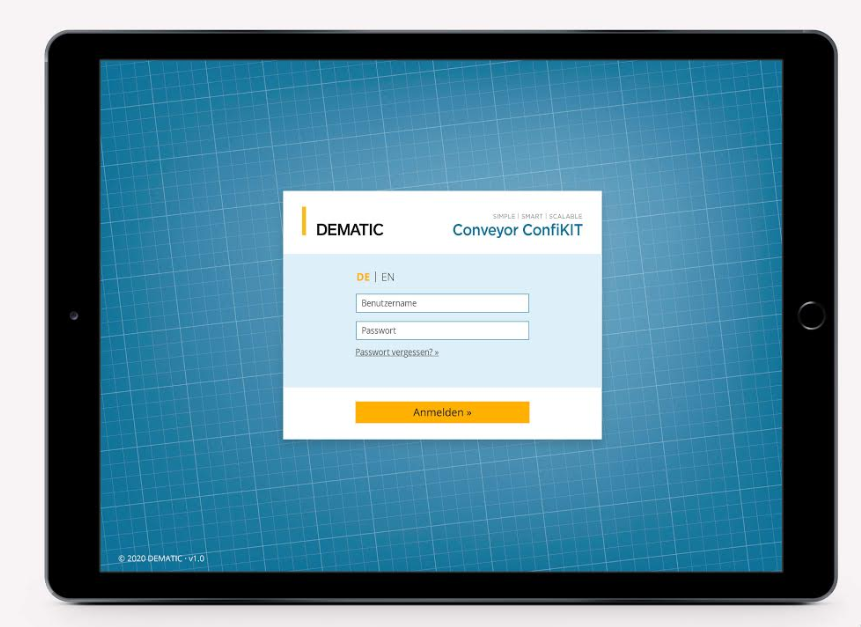 SIMPLE | SMART | SCALABLE
DEMATIC
Conveyor ConfiKIT
DE | EN
Benutzername
Passwort
Passwort vergessen? »
Anmelden »
© 2020 DEMATIC · v1.0